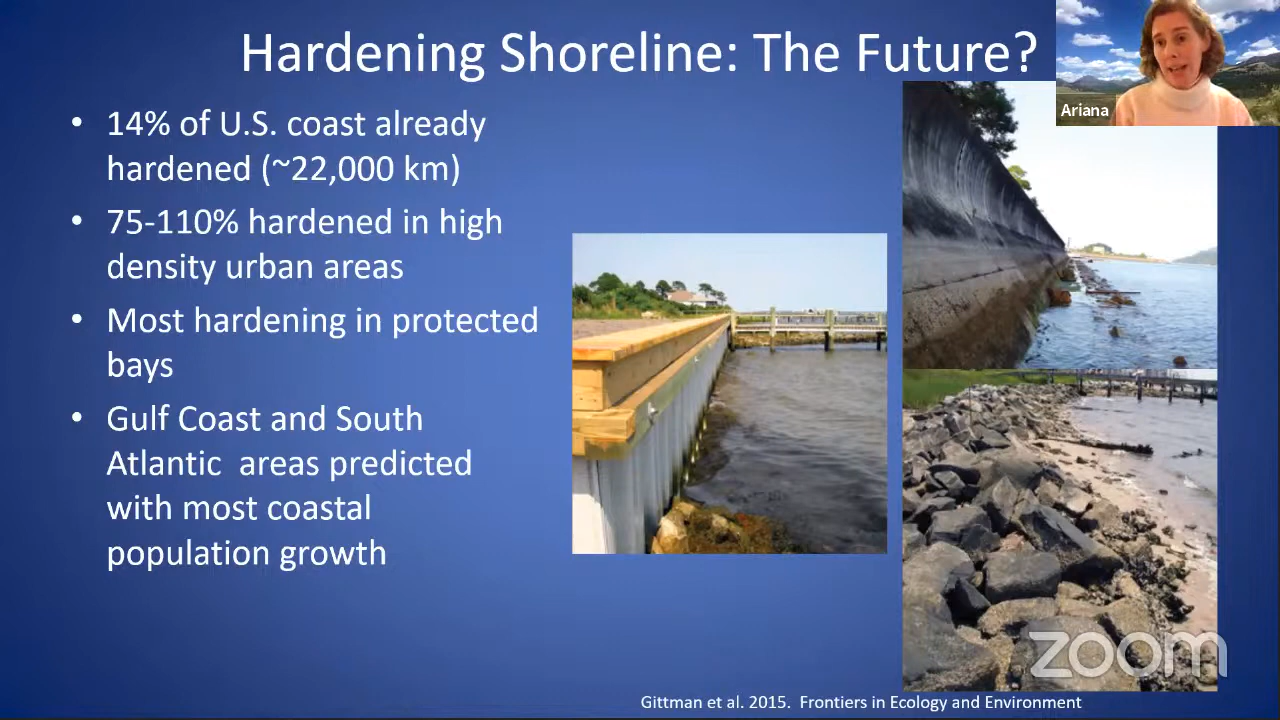 Hardening Shoreline: The Future?
Ariana
• 14% of U.S. coast already
hardened (~22,000 km)
• 75-110% hardened in high
density urban areas
• Most hardening in protected
bays
• Gulf Coast and South
Atlantic  areas predicted
with most coastal
population growth
zoom
Gittman et al. 2015.  Frontiers in Ecology and Environment